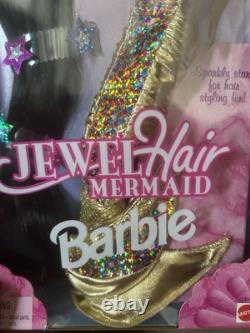 Sparkly stars
for hair
styling fun!
JEWEL Hair
MERMAID
Barbie